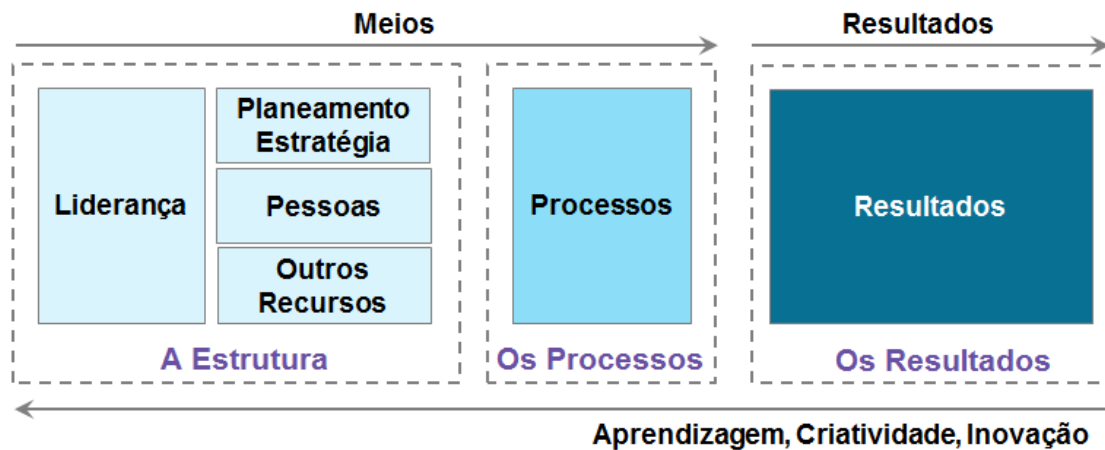 Meios
Resultados
Liderança
Planeamento
Estratégia
Pessoas
Outros
Recursos
Processos
Resultados
A Estrutura
Os Processos
Os Resultados
Aprendizagem, Criatividade, Inovação